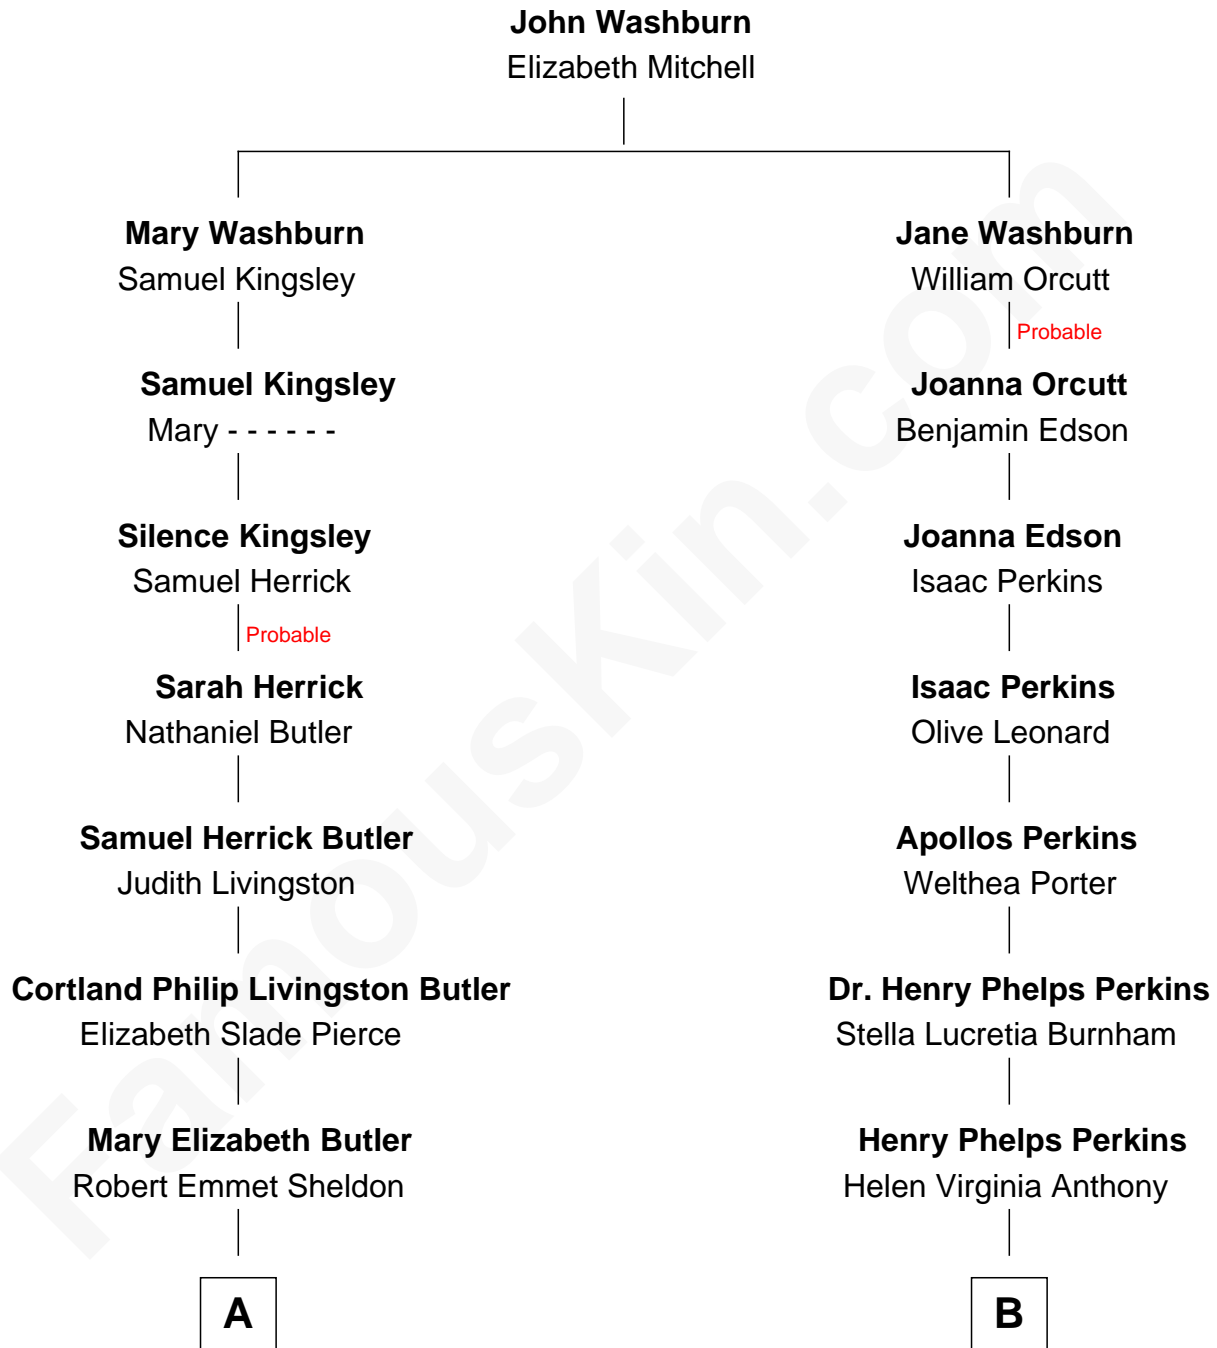 John Washburn
Elizabeth Mitchell
Mary Washburn
Samuel Kingsley
Jane Washburn
William Orcutt
Probable
Samuel Kingsley
Mary - - - - - -
Joanna Orcutt
Benjamin Edson
Silence Kingsley
Samuel Herrick
Joanna Edson
Isaac Perkins
Probable
Sarah Herrick
Nathaniel Butler
Isaac Perkins
Olive Leonard
Samuel Herrick Butler
Judith Livingston
Apollos Perkins
Welthea Porter
Cortland Philip Livingston Butler
Elizabeth Slade Pierce
Dr. Henry Phelps Perkins
Stella Lucretia Burnham
Mary Elizabeth Butler
Robert Emmet Sheldon
Henry Phelps Perkins
Helen Virginia Anthony
A
B
FamousKin.com